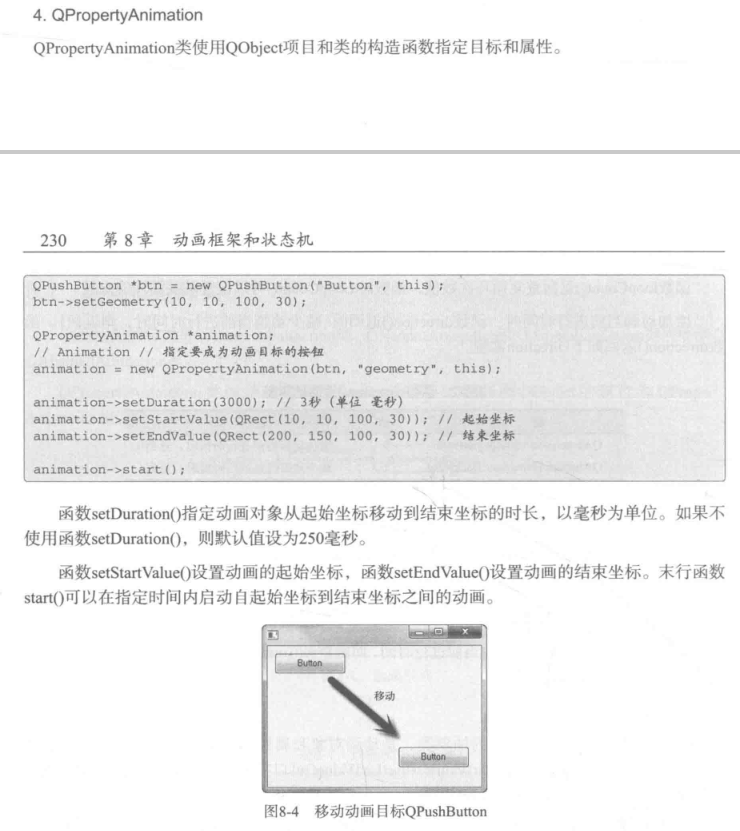 4. QPropertyAnimation
QPropertyAnimation类使用QObject项目和类的构造函数指定目标和属性。
230 第8章 动画框架和状态机
QPushButton *btn = new QPushButton("Button", this);
btn->setGeometry(10, 10, 100, 30);
QPropertyAnimation *animation;
// Animation // 指定要成为动画目标的按钮
animation = new QPropertyAnimation(btn, "geometry", this);
animation->setDuration(3000); // 3秒 (单位 毫秒)
animation->setStartValue(QRect(10, 10, 100, 30)); // 起始坐标
animation->setEndValue(QRect(200, 150, 100, 30)); // 结束坐标
animation->start();
函数setDuration()指定动画对象从起始坐标移动到结束坐标的时长，以毫秒为单位。如果不
使用函数setDuration()，则默认值设为250毫秒。
函数setStartValue()设置动画的起始坐标，函数setEndValue()设置动画的结束坐标。末行函数
start()可以在指定时间内启动自起始坐标到结束坐标之间的动画。
Button
移动
Button
图8-4 移动动画目标QPushButton